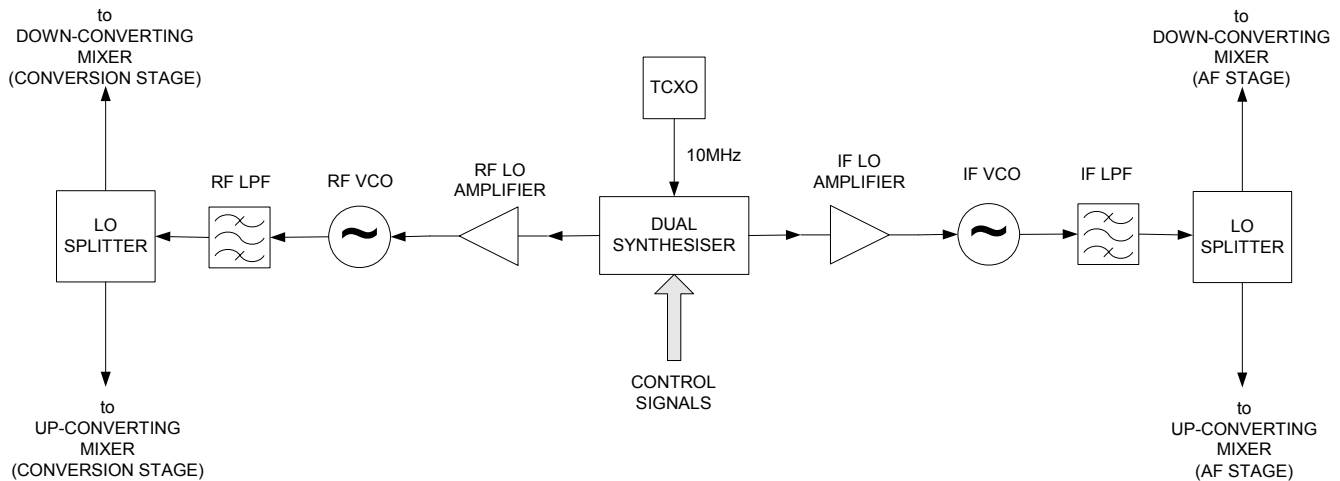 to
DOWN-CONVERTING
MIXER
(CONVERSION STAGE)
to
DOWN-CONVERTING
MIXER
(AF STAGE)
TCXO
10MHz
RF LPF
RF VCO
RF LO
AMPLIFIER
IF LO
AMPLIFIER
IF VCO
IF LPF
LO
SPLITTER
DUAL
SYNTHESISER
LO
SPLITTER
CONTROL
SIGNALS
to
UP-CONVERTING
MIXER
(CONVERSION STAGE)
to
UP-CONVERTING
MIXER
(AF STAGE)